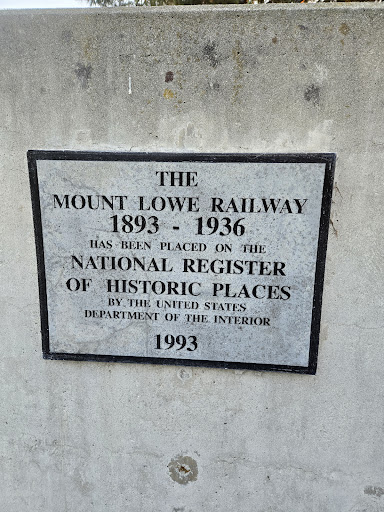 THE
MOUNT LOWE RAILWAY
1893 - 1936
HAS BEEN PLACED ON THE
NATIONAL REGISTER
OF HISTORIC PLACES
BY THE UNITED STATES
DEPARTMENT OF THE INTERIOR
1993